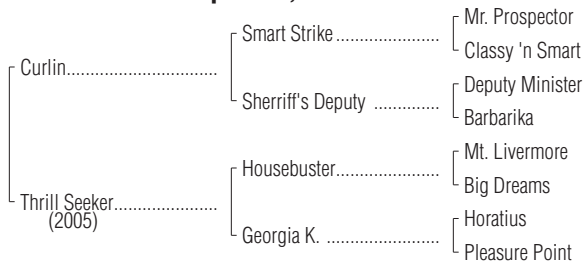 Mr. Prospector
Smart Strike ....................
Classy 'n Smart
Curlin.............................
Deputy Minister
Sherriff's Deputy .............
Barbarika
Mt. Livermore
Housebuster....................
Big Dreams
Thrill Seeker....................
(2005)
Horatius
Georgia K. ......................
Pleasure Point